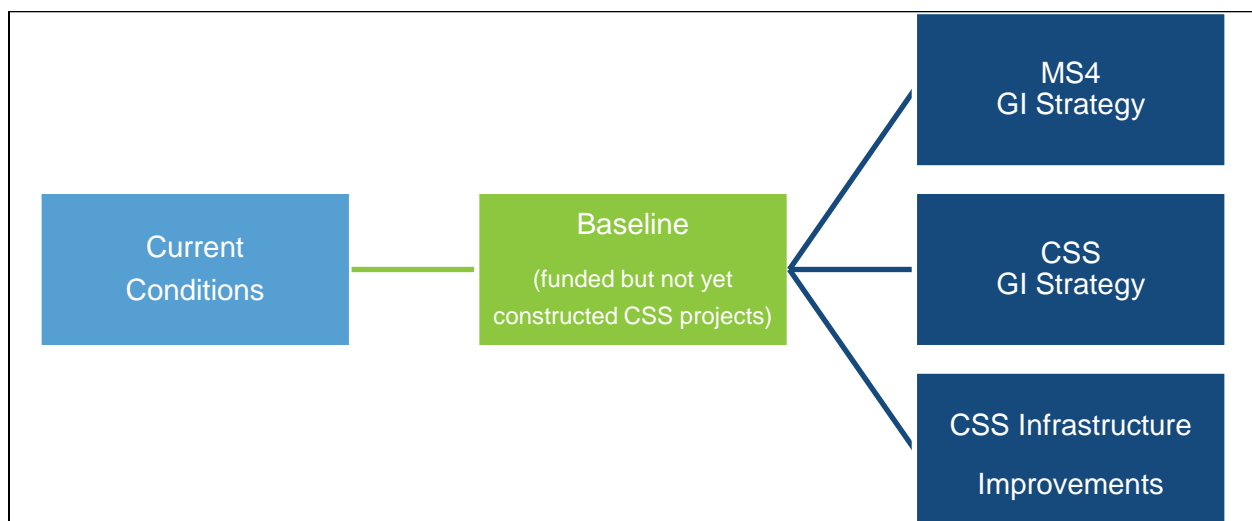 Current
Conditions
Baseline
(funded but not yet
constructed CSS projects)
MS4
GI Strategy
CSS
GI Strategy
CSS Infrastructure
Improvements